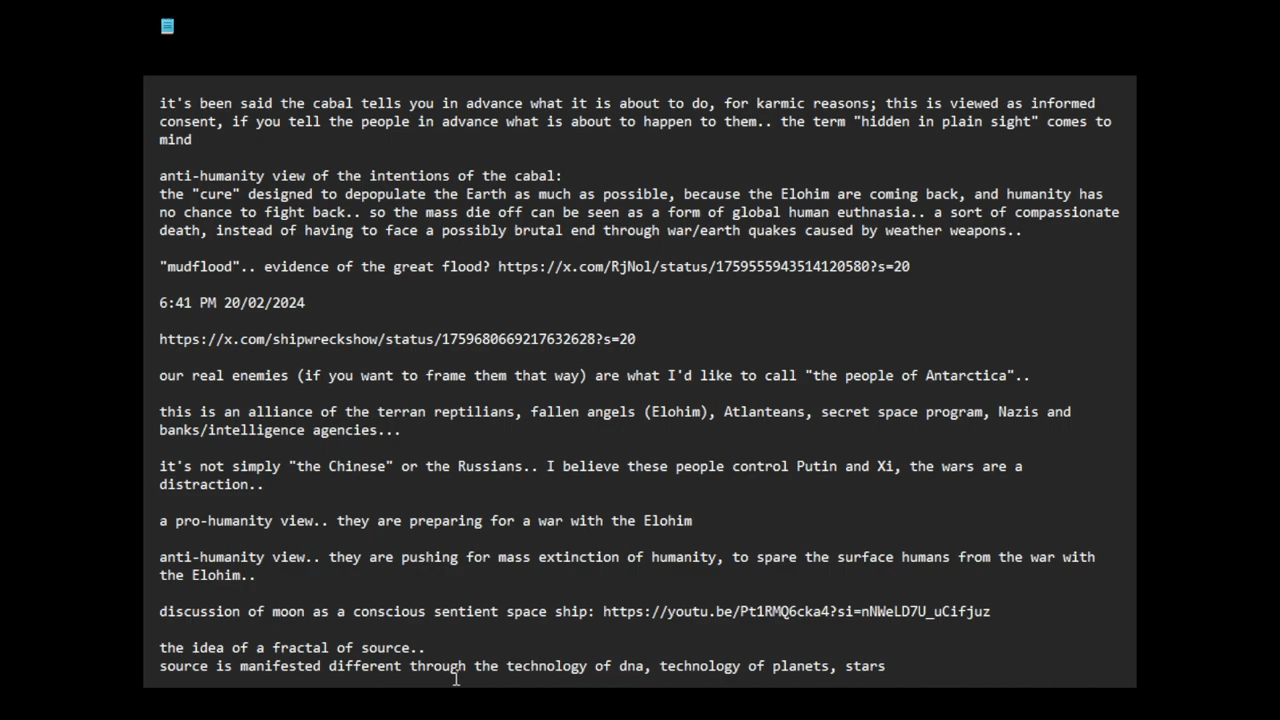 it's been said the cabal tells you in advance what it is about to do, for karmic reasons; this is viewed as informed
consent, if you tell the people in advance what is about to happen to them.. the term "hidden in plain sight" comes to
mind
anti-humanity view of the intentions of the cabal:
the "cure" designed to depopulate the Earth as much as possible, because the Elohim are coming back, and humanity has
no chance to fight back.. so the mass die off can be seen as a form of global human euthnasia.. a sort of compassionate
death, instead of having to face a possibly brutal end through war/earth quakes caused by weather weapons..
"mudflood".. evidence of the great flood? https://x.com/RjNol/status/1759555943514120580?s=20
6:41 PM 20/02/2024
https://x.com/shipwreckshow/status/1759680669217632628?s=20
our real enemies (if you want to frame them that way) are what I'd like to call "the people of Antarctica"..
this is an alliance of the terran reptilians, fallen angels (Elohim), Atlanteans, secret space program, Nazis and
banks/intelligence agencies...
it's not simply "the Chinese" or the Russians.. I believe these people control Putin and Xi, the wars are a
distraction..
a pro-humanity view.. they are preparing for a war with the Elohim
anti-humanity view.. they are pushing for mass extinction of humanity, to spare the surface humans from the war with
the Elohim..
discussion of moon as a conscious sentient space ship: https://youtu.be/Pt1RMQ6cka4?si=nNWeLD7U_uCifjuz
the idea of a fractal of source..
source is manifested different through the technology of dna, technology of planets, stars